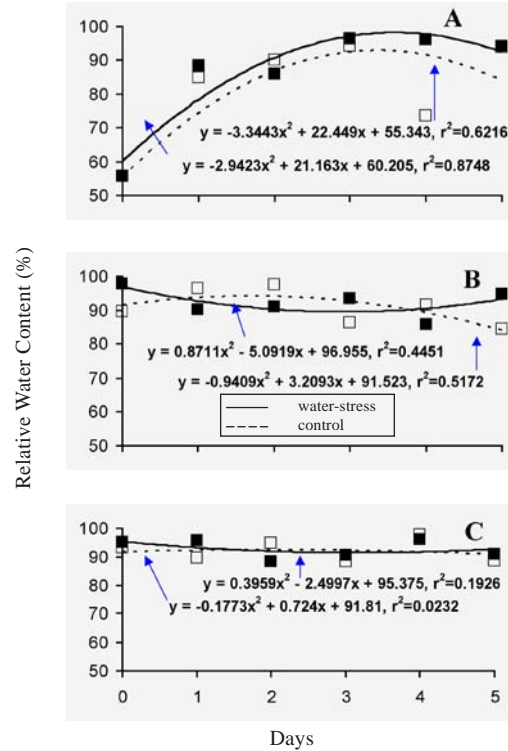 Relative Water Content (%)
A
100
90
80
70
60
50
y = -3.3443x² + 22.449x + 55.343, r²=0.6216
y = -2.9423x² + 21.163x + 60.205, r²=0.8748
B
100
90
80
70
60
50
y = 0.8711x² - 5.0919x + 96.955, r²=0.4451
y = -0.9409x² + 3.2093x + 91.523, r²=0.5172
water-stress
control
C
100
90
80
70
60
50
y = 0.3959x² - 2.4997x + 95.375, r²=0.1926
y = -0.1773x² + 0.724x + 91.81, r²=0.0232
0 1 2 3 4 5
Days